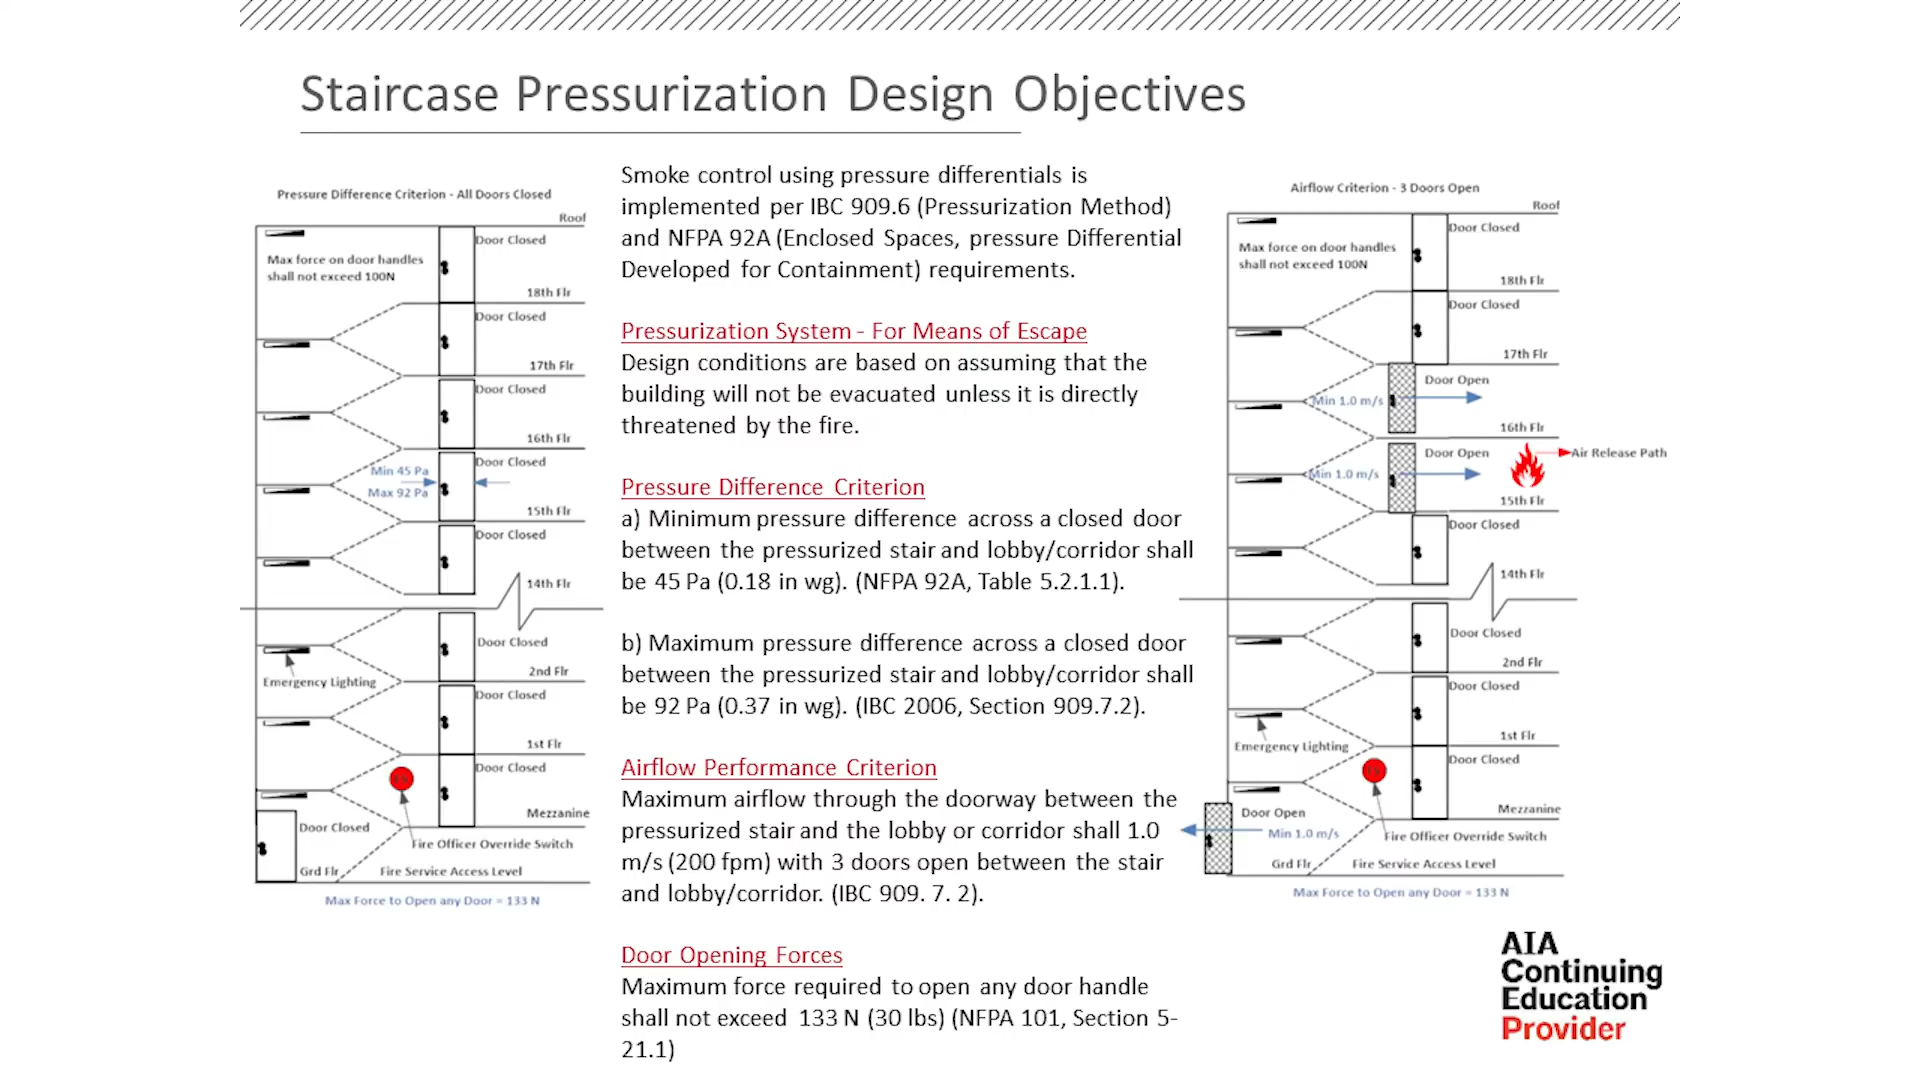 Staircase Pressurization Design Objectives
Pressure Difference Criterion - All Doors Closed
Roof
Door Closed
Max force on door handles
shall not exceed 100N
18th Flr
Door Closed
17th Flr
Door Closed
16th Flr
Door Closed
Min 45 Pa
Max 92 Pa
15th Flr
Door Closed
14th Flr
Door Closed
2nd Flr
Emergency Lighting
Door Closed
1st Flr
Door Closed
Mezzanine
Door Closed
Fire Officer Override Switch
Grd Flr
Fire Service Access Level
Max Force to Open any Door = 133 N
Smoke control using pressure differentials is
implemented per IBC 909.6 (Pressurization Method)
and NFPA 92A (Enclosed Spaces, pressure Differential
Developed for Containment) requirements.
Pressurization System - For Means of Escape
Design conditions are based on assuming that the
building will not be evacuated unless it is directly
threatened by the fire.
Pressure Difference Criterion
a) Minimum pressure difference across a closed door
between the pressurized stair and lobby/corridor shall
be 45 Pa (0.18 in wg). (NFPA 92A, Table 5.2.1.1).
b) Maximum pressure difference across a closed door
between the pressurized stair and lobby/corridor shall
be 92 Pa (0.37 in wg). (IBC 2006, Section 909.7.2).
Airflow Performance Criterion
Maximum airflow through the doorway between the
pressurized stair and the lobby or corridor shall 1.0
m/s (200 fpm) with 3 doors open between the stair
and lobby/corridor. (IBC 909. 7. 2).
Door Opening Forces
Maximum force required to open any door handle
shall not exceed 133 N (30 lbs) (NFPA 101, Section 5-
21.1)
Airflow Criterion - 3 Doors Open
Roof
Door Closed
Max force on door handles
shall not exceed 100N
18th Flr
Door Closed
17th Flr
Door Open
Min 1.0 m/s
16th Flr
Door Open
Air Release Path
Min 1.0 m/s
15th Flr
Door Closed
14th Flr
Door Closed
2nd Flr
Door Closed
1st Flr
Emergency Lighting
Door Closed
Mezzanine
Door Open
Min 1.0 m/s
Fire Officer Override Switch
Grd Flr
Fire Service Access Level
Max Force to Open any Door = 133 N
AIA
Continuing
Education
Provider